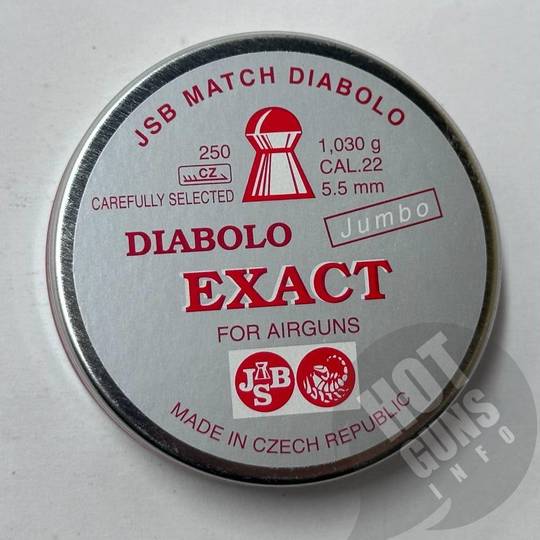 JSB MATCH DIABOLO
250
CZ
CAREFULLY SELECTED
1,030 g
CAL.22
5.5 mm
DIABOLO
Jumbo
EXACT
FOR AIRGUNS
JSB
MADE IN CZECH REPUBLIC
HOT
GUNS
INFO